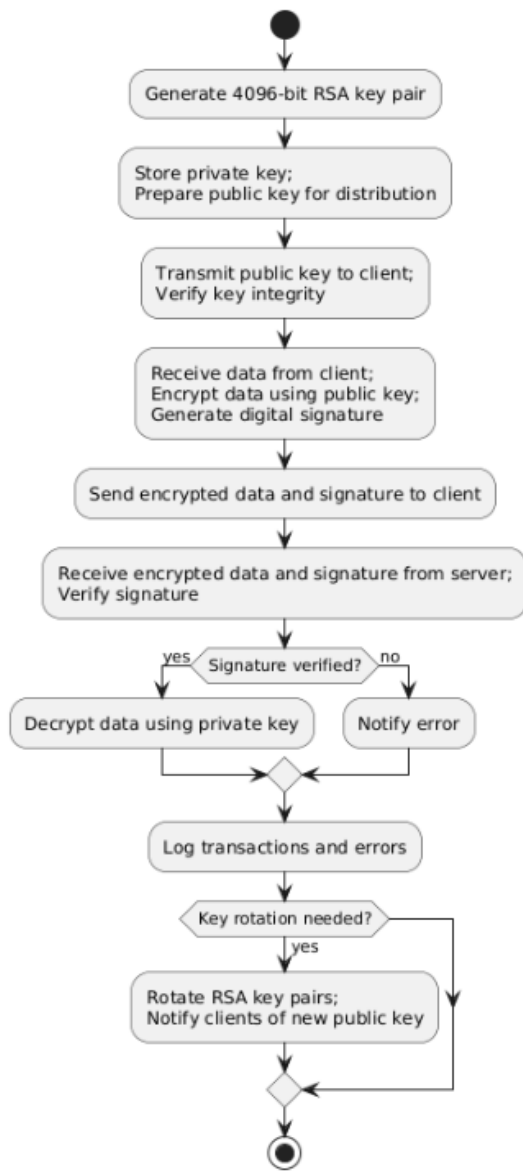 Generate 4096-bit RSA key pair
Store private key;
Prepare public key for distribution
Transmit public key to client;
Verify key integrity
Receive data from client;
Encrypt data using public key;
Generate digital signature
Send encrypted data and signature to client
Receive encrypted data and signature from server;
Verify signature
yes
Signature verified?
no
Decrypt data using private key
Notify error
Log transactions and errors
Key rotation needed?
yes
Rotate RSA key pairs;
Notify clients of new public key